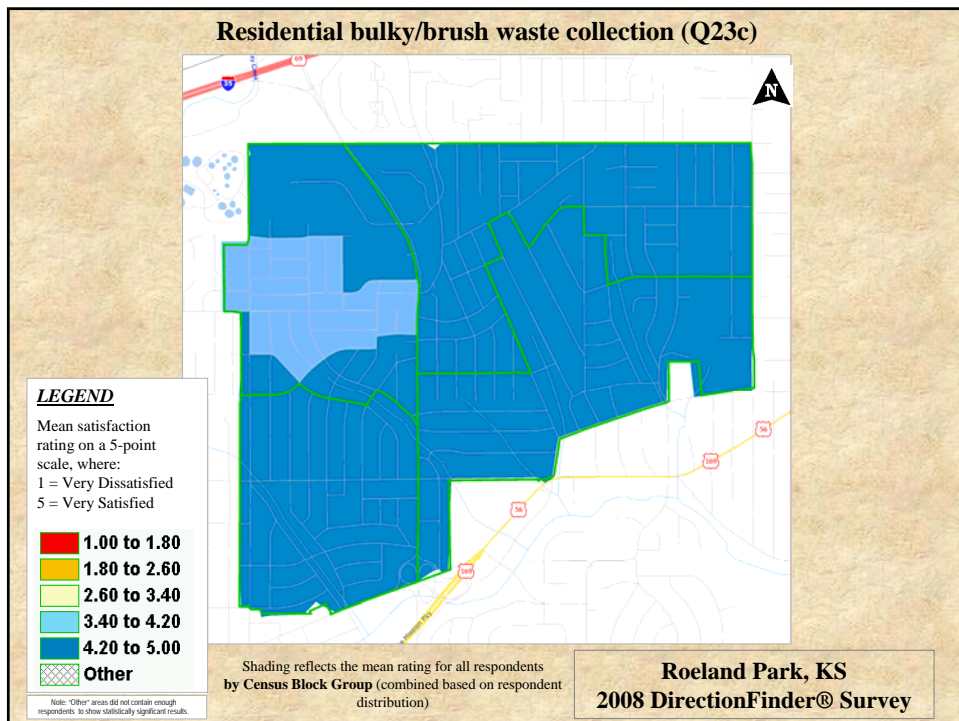 Residential bulky/brush waste collection (Q23c)
69
35
N
LEGEND
Mean satisfaction
rating on a 5-point
scale, where:
1 = Very Dissatisfied
5 = Very Satisfied
1.00 to 1.80
1.80 to 2.60
2.60 to 3.40
3.40 to 4.20
4.20 to 5.00
Other
Note: "Other" areas did not contain enough
respondents to show statistically significant results.
56
169
56
169
Pky
Shading reflects the mean rating for all respondents
by Census Block Group (combined based on respondent
distribution)
Roeland Park, KS
2008 DirectionFinder® Survey